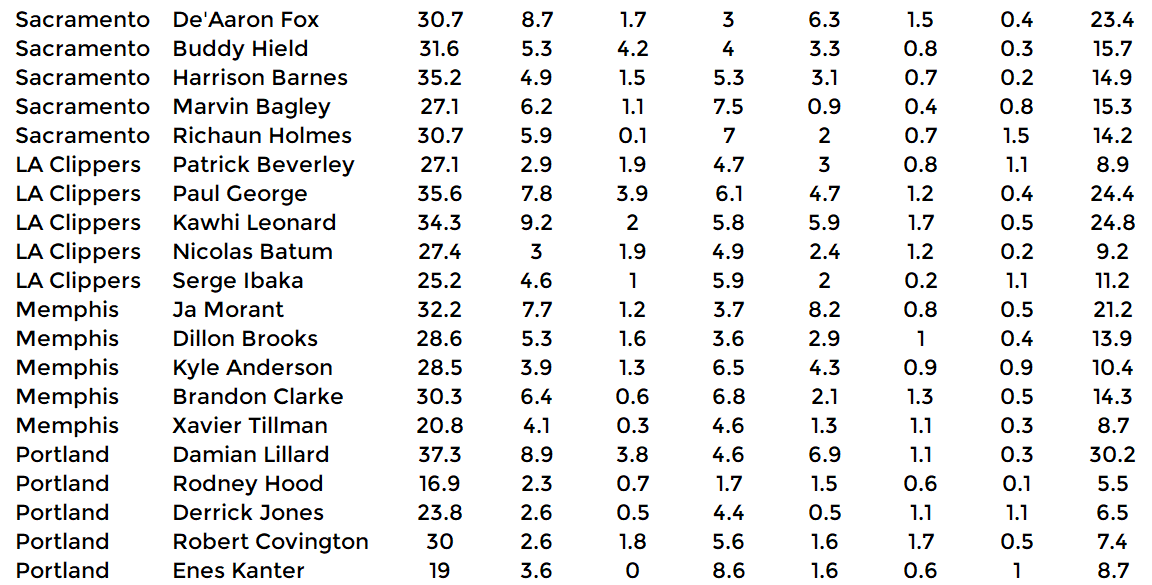 Sacramento De'Aaron Fox 30.7 8.7 1.7 3 6.3 1.5 0.4 23.4
Sacramento Buddy Hield 31.6 5.3 4.2 4 3.3 0.8 0.3 15.7
Sacramento Harrison Barnes 35.2 4.9 1.5 5.3 3.1 0.7 0.2 14.9
Sacramento Marvin Bagley 27.1 6.2 1.1 7.5 0.9 0.4 0.8 15.3
Sacramento Richaun Holmes 30.7 5.9 0.1 7 2 0.7 1.5 14.2
LA Clippers Patrick Beverley 27.1 2.9 1.9 4.7 3 0.8 1.1 8.9
LA Clippers Paul George 35.6 7.8 3.9 6.1 4.7 1.2 0.4 24.4
LA Clippers Kawhi Leonard 34.3 9.2 2 5.8 5.9 1.7 0.5 24.8
LA Clippers Nicolas Batum 27.4 3 1.9 4.9 2.4 1.2 0.2 9.2
LA Clippers Serge Ibaka 25.2 4.6 1 5.9 2 0.2 1.1 11.2
Memphis Ja Morant 32.2 7.7 1.2 3.7 8.2 0.8 0.5 21.2
Memphis Dillon Brooks 28.6 5.3 1.6 3.6 2.9 1 0.4 13.9
Memphis Kyle Anderson 28.5 3.9 1.3 6.5 4.3 0.9 0.9 10.4
Memphis Brandon Clarke 30.3 6.4 0.6 6.8 2.1 1.3 0.5 14.3
Memphis Xavier Tillman 20.8 4.1 0.3 4.6 1.3 1.1 0.3 8.7
Portland Damian Lillard 37.3 8.9 3.8 4.6 6.9 1.1 0.3 30.2
Portland Rodney Hood 16.9 2.3 0.7 1.7 1.5 0.6 0.1 5.5
Portland Derrick Jones 23.8 2.6 0.5 4.4 0.5 1.1 1.1 6.5
Portland Robert Covington 30 2.6 1.8 5.6 1.6 1.7 0.5 7.4
Portland Enes Kanter 19 3.6 0 8.6 1.6 0.6 1 8.7